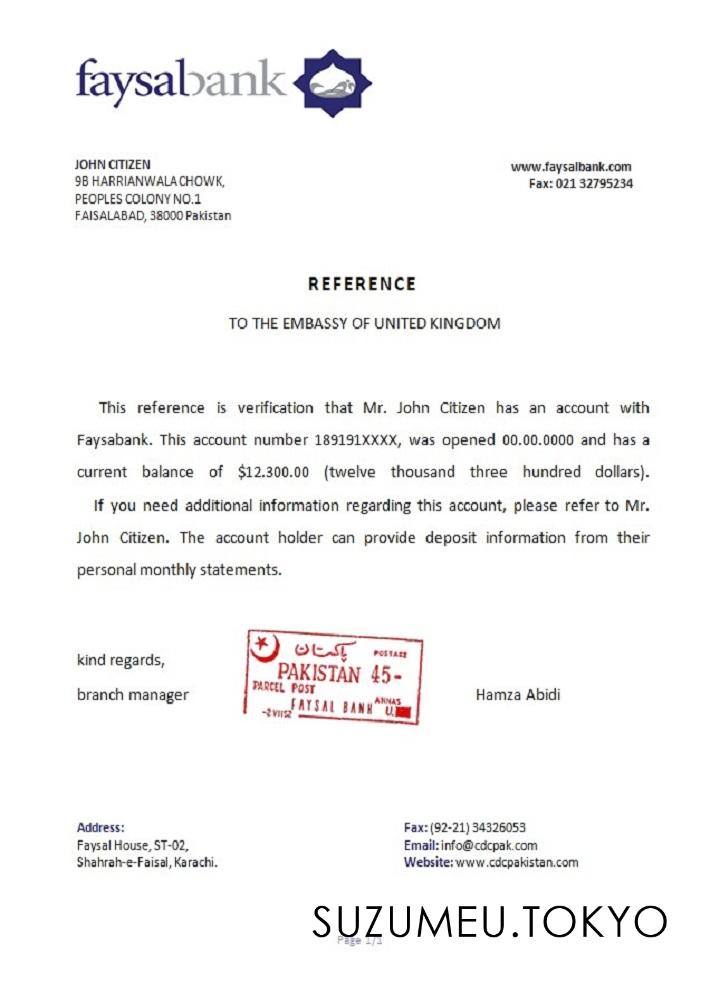 faysalbank
JOHN CITIZEN
9B HARRIANWALA CHOWK,
PEOPLES COLONY NO.1
FAISALABAD, 38000 Pakistan
www.faysalbank.com
Fax: 021 32795234
REFERENCE
TO THE EMBASSY OF UNITED KINGDOM
This reference is verification that Mr. John Citizen has an account with
Faysabank. This account number 189191XXXX, was opened 00.00.0000 and has a
current balance of $12.300.00 (twelve thousand three hundred dollars).
If you need additional information regarding this account, please refer to Mr.
John Citizen. The account holder can provide deposit information from their
personal monthly statements.
kind regards,
branch manager
پاکستان POSTAGE
PAKISTAN 45-
PARCEL POST
FAYSAL BANK ANNAS
Hamza Abidi
Address:
Faysal House, ST-02,
Shahrah-e-Faisal, Karachi.
Fax: (92-21) 34326053
Email: info@cdcpak.com
Website: www.cdcpakistan.com
SUZUMEU.TOKYO
Page 1/1